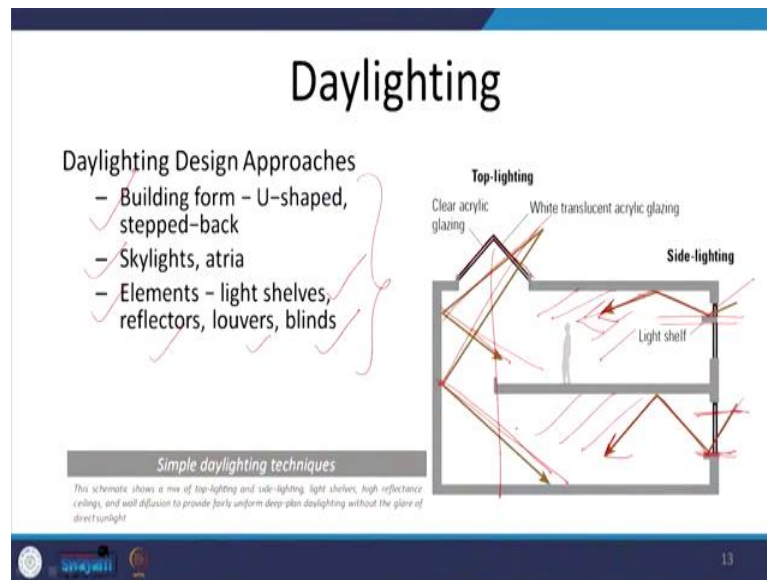 Daylighting
Daylighting Design Approaches
– Building form – U-shaped,
stepped-back
– Skylights, atria
– Elements – light shelves,
reflectors, louvers, blinds
Top-lighting
Clear acrylic
glazing
White translucent acrylic glazing
Side-lighting
Light shelf
Simple daylighting techniques
This schematic shows a mix of top-lighting and side-lighting, light shelves, high reflectance
ceilings, and wall diffusion to provide fairly uniform deep-plan daylighting without the glare of
direct sunlight
swayam
13